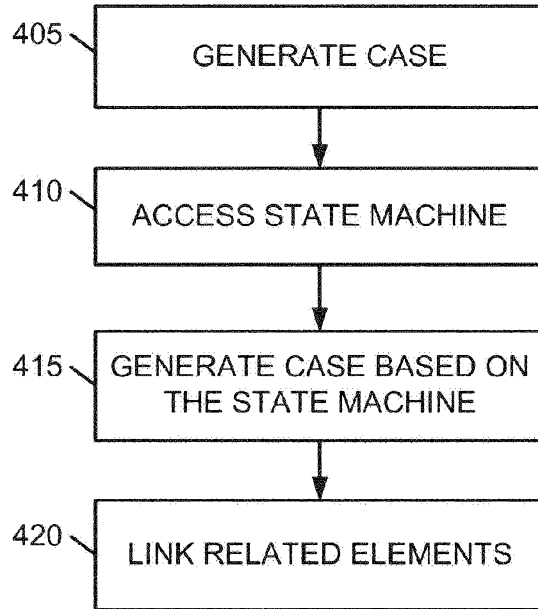 405
GENERATE CASE
410
ACCESS STATE MACHINE
415
GENERATE CASE BASED ON
THE STATE MACHINE
420
LINK RELATED ELEMENTS